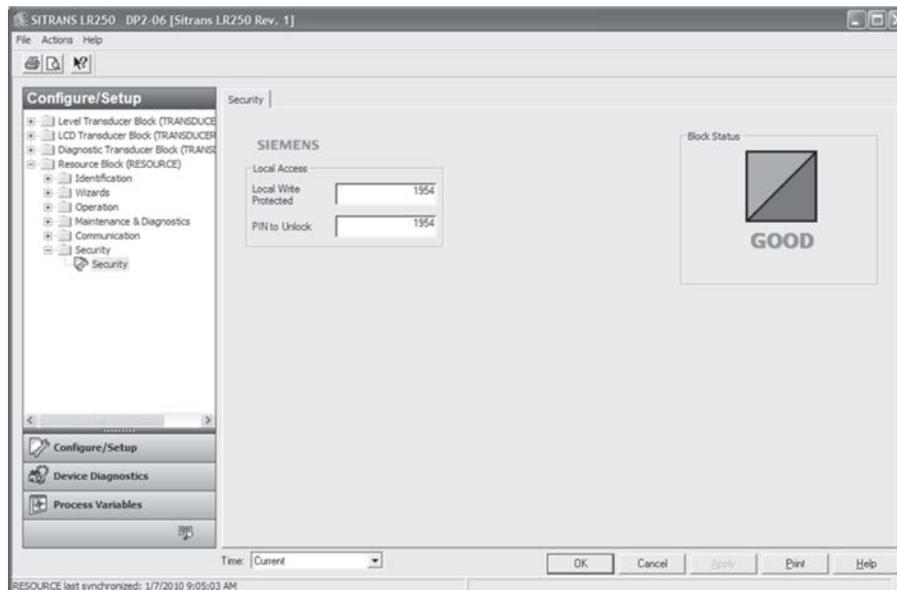 SITRANS LR250 DP2-06 [Sitrans LR250 Rev. 1]
File Actions Help
Configure/Setup
Level Transducer Block (TRANSDUCE
LCD Transducer Block (TRANSDUCER
Diagnostic Transducer Block (TRANSD
Resource Block (RESOURCE)
Identification
Wizards
Operation
Maintenance & Diagnostics
Communication
Security
Security
Configure/Setup
Device Diagnostics
Process Variables
Security
SIEMENS
Local Access
Local Write Protected 1954
PIN to Unlock 1954
Block Status
GOOD
Time: Current
OK Cancel Apply Print Help
RESOURCE last synchronized: 1/7/2010 9:05:03 AM